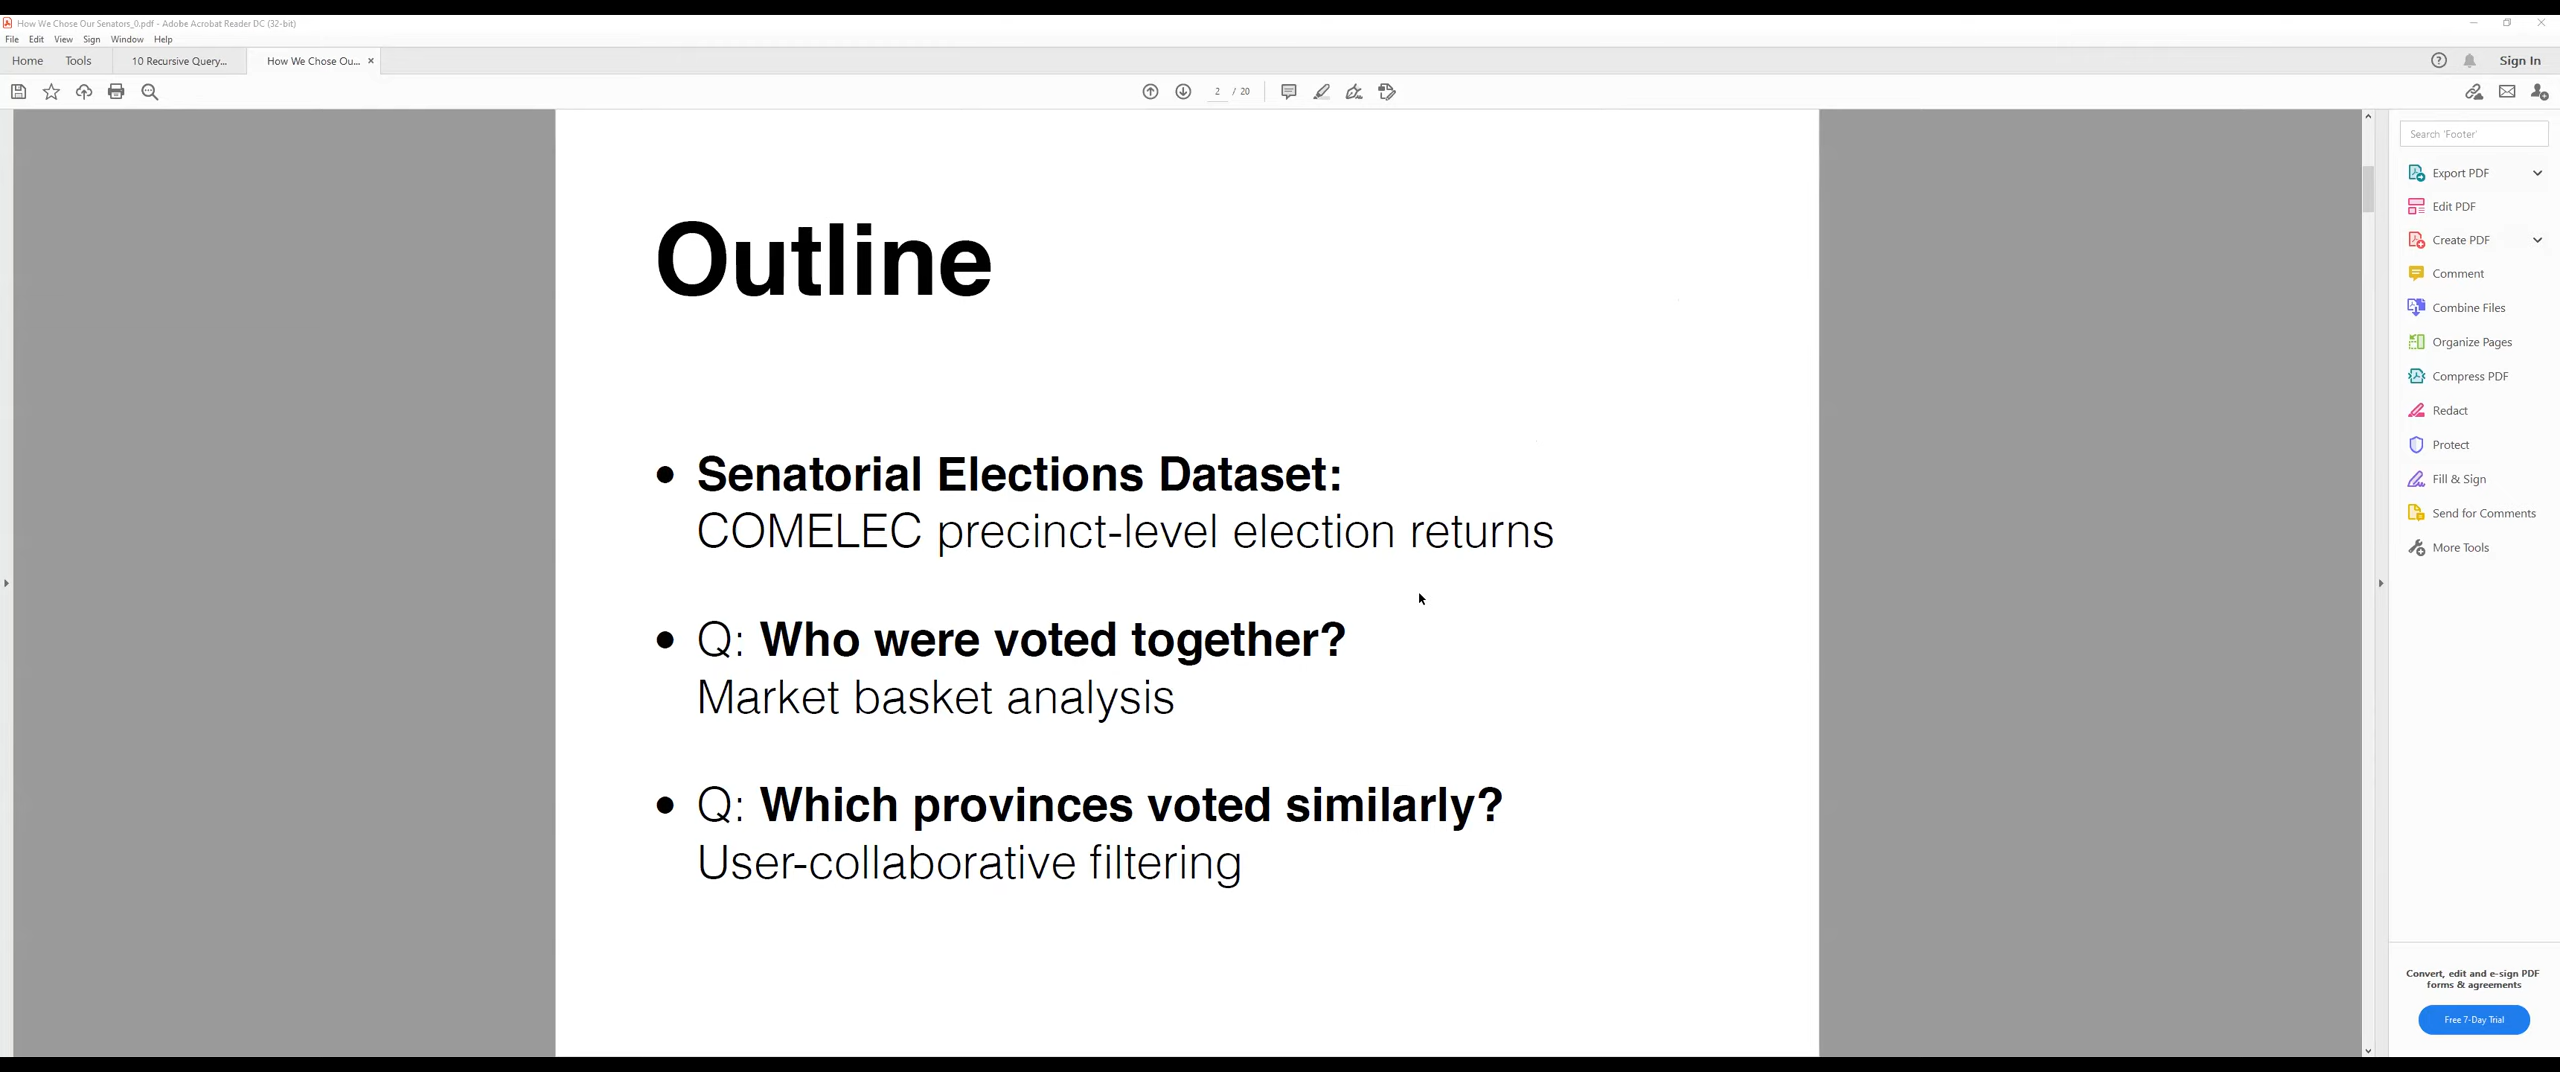 How We Chose Our Senators_0.pdf - Adobe Acrobat Reader DC (32-bit)
File Edit View Sign Window Help
Home Tools 10 Recursive Query... How We Chose Ou... × Sign In
2 / 20
Search 'Footer'
Export PDF
Edit PDF
Create PDF
Comment
Combine Files
Organize Pages
Compress PDF
Redact
Protect
Fill & Sign
Send for Comments
More Tools
Convert, edit and e-sign PDF
forms & agreements
Free 7-Day Trial
Outline
• Senatorial Elections Dataset:
COMELEC precinct-level election returns
• Q: Who were voted together?
Market basket analysis
• Q: Which provinces voted similarly?
User-collaborative filtering